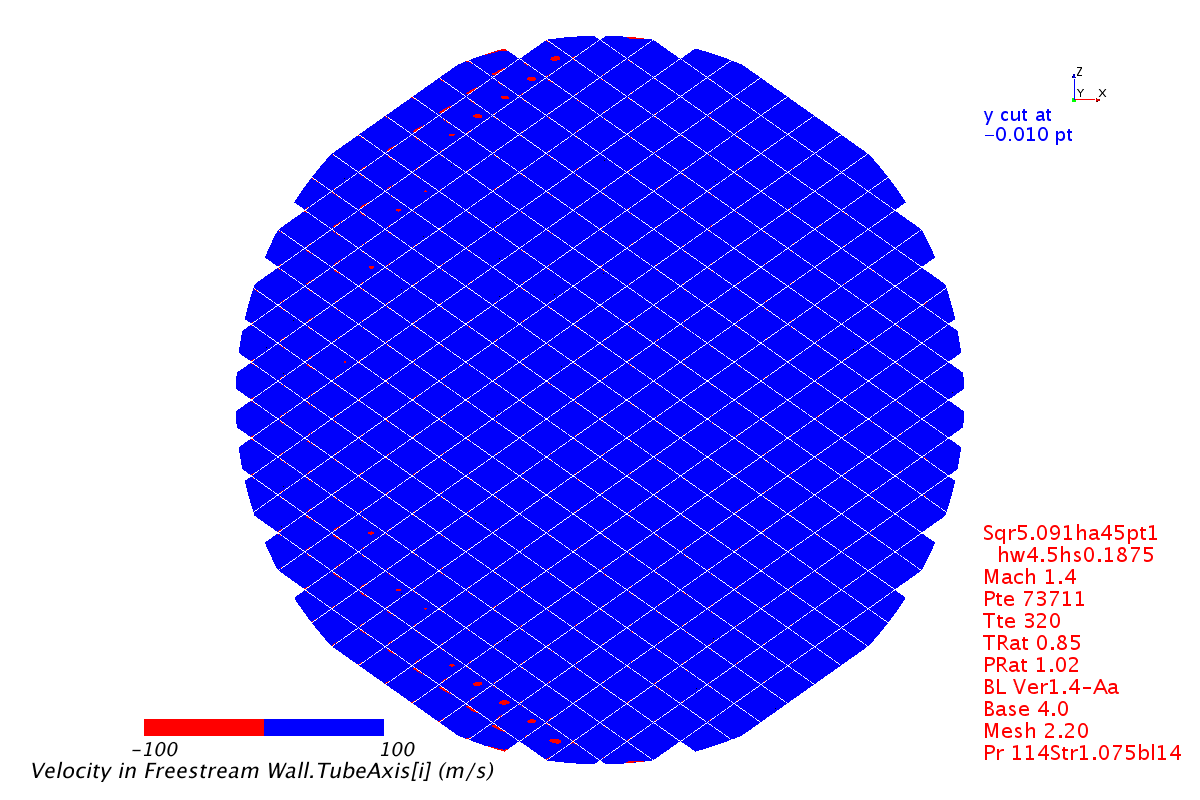 Z
Y X
y cut at
−0.010 pt
Sqr5.091ha45pt1
hw4.5hs0.1875
Mach 1.4
Pte 73711
Tte 320
TRat 0.85
PRat 1.02
BL Ver1.4−Aa
Base 4.0
Mesh 2.20
Pr 114Str1.075bl14
−100 100
Velocity in Freestream Wall.TubeAxis[i] (m/s)